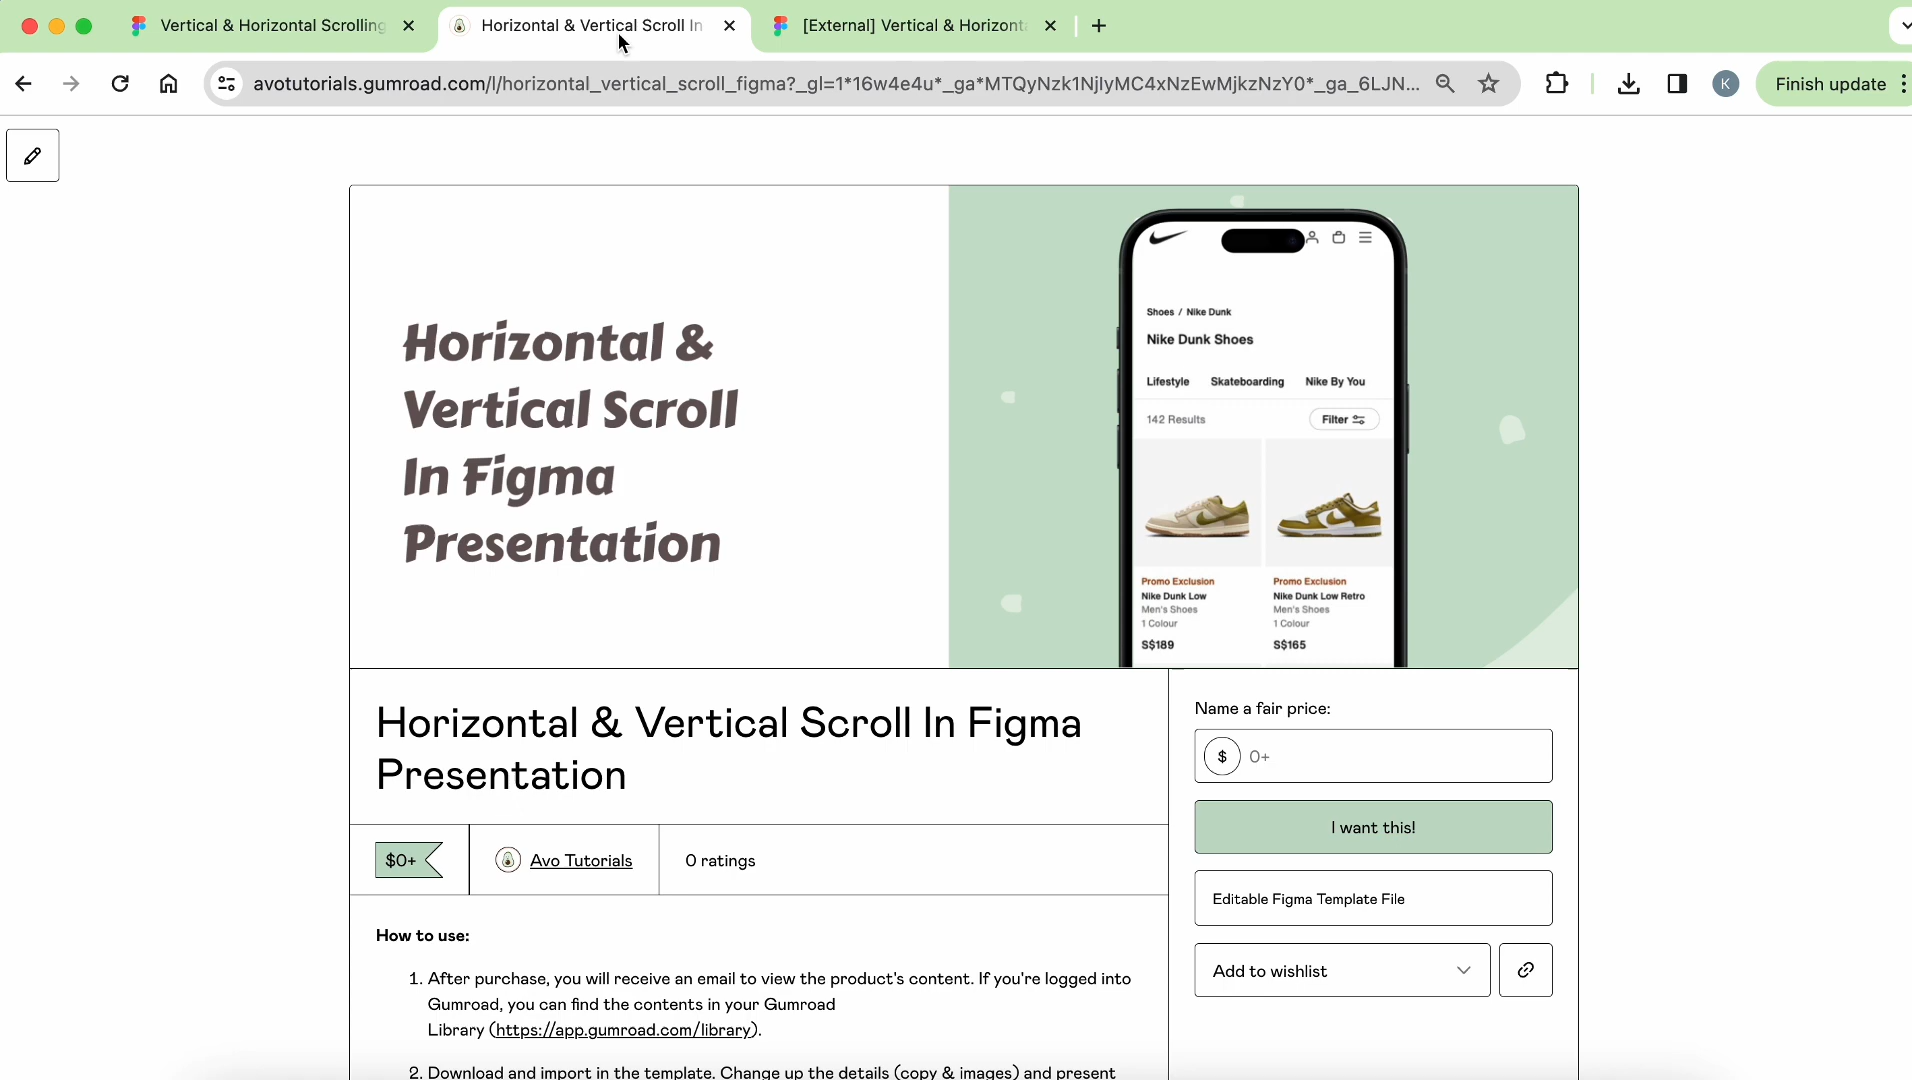 Vertical & Horizontal Scrolling
Horizontal & Vertical Scroll In
[External] Vertical & Horizont
avotutorials.gumroad.com/l/horizontal_vertical_scroll_figma?_gl=1*16w4e4u*_ga*MTQyNzk1NjIyMC4xNzEwMjkzNzY0*_ga_6LJN...
K
Finish update
Shoes / Nike Dunk
Nike Dunk Shoes
Lifestyle Skateboarding Nike By You
142 Results Filter
Horizontal &
Vertical Scroll
In Figma
Presentation
Promo Exclusion
Nike Dunk Low
Men's Shoes
1 Colour
S$189
Promo Exclusion
Nike Dunk Low Retro
Men's Shoes
1 Colour
S$165
Horizontal & Vertical Scroll In Figma
Presentation
$0+
Avo Tutorials
0 ratings
How to use:
1. After purchase, you will receive an email to view the product's content. If you're logged into
Gumroad, you can find the contents in your Gumroad
Library (https://app.gumroad.com/library).
2. Download and import in the template. Change up the details (copy & images) and present
Name a fair price:
$ 0+
I want this!
Editable Figma Template File
Add to wishlist